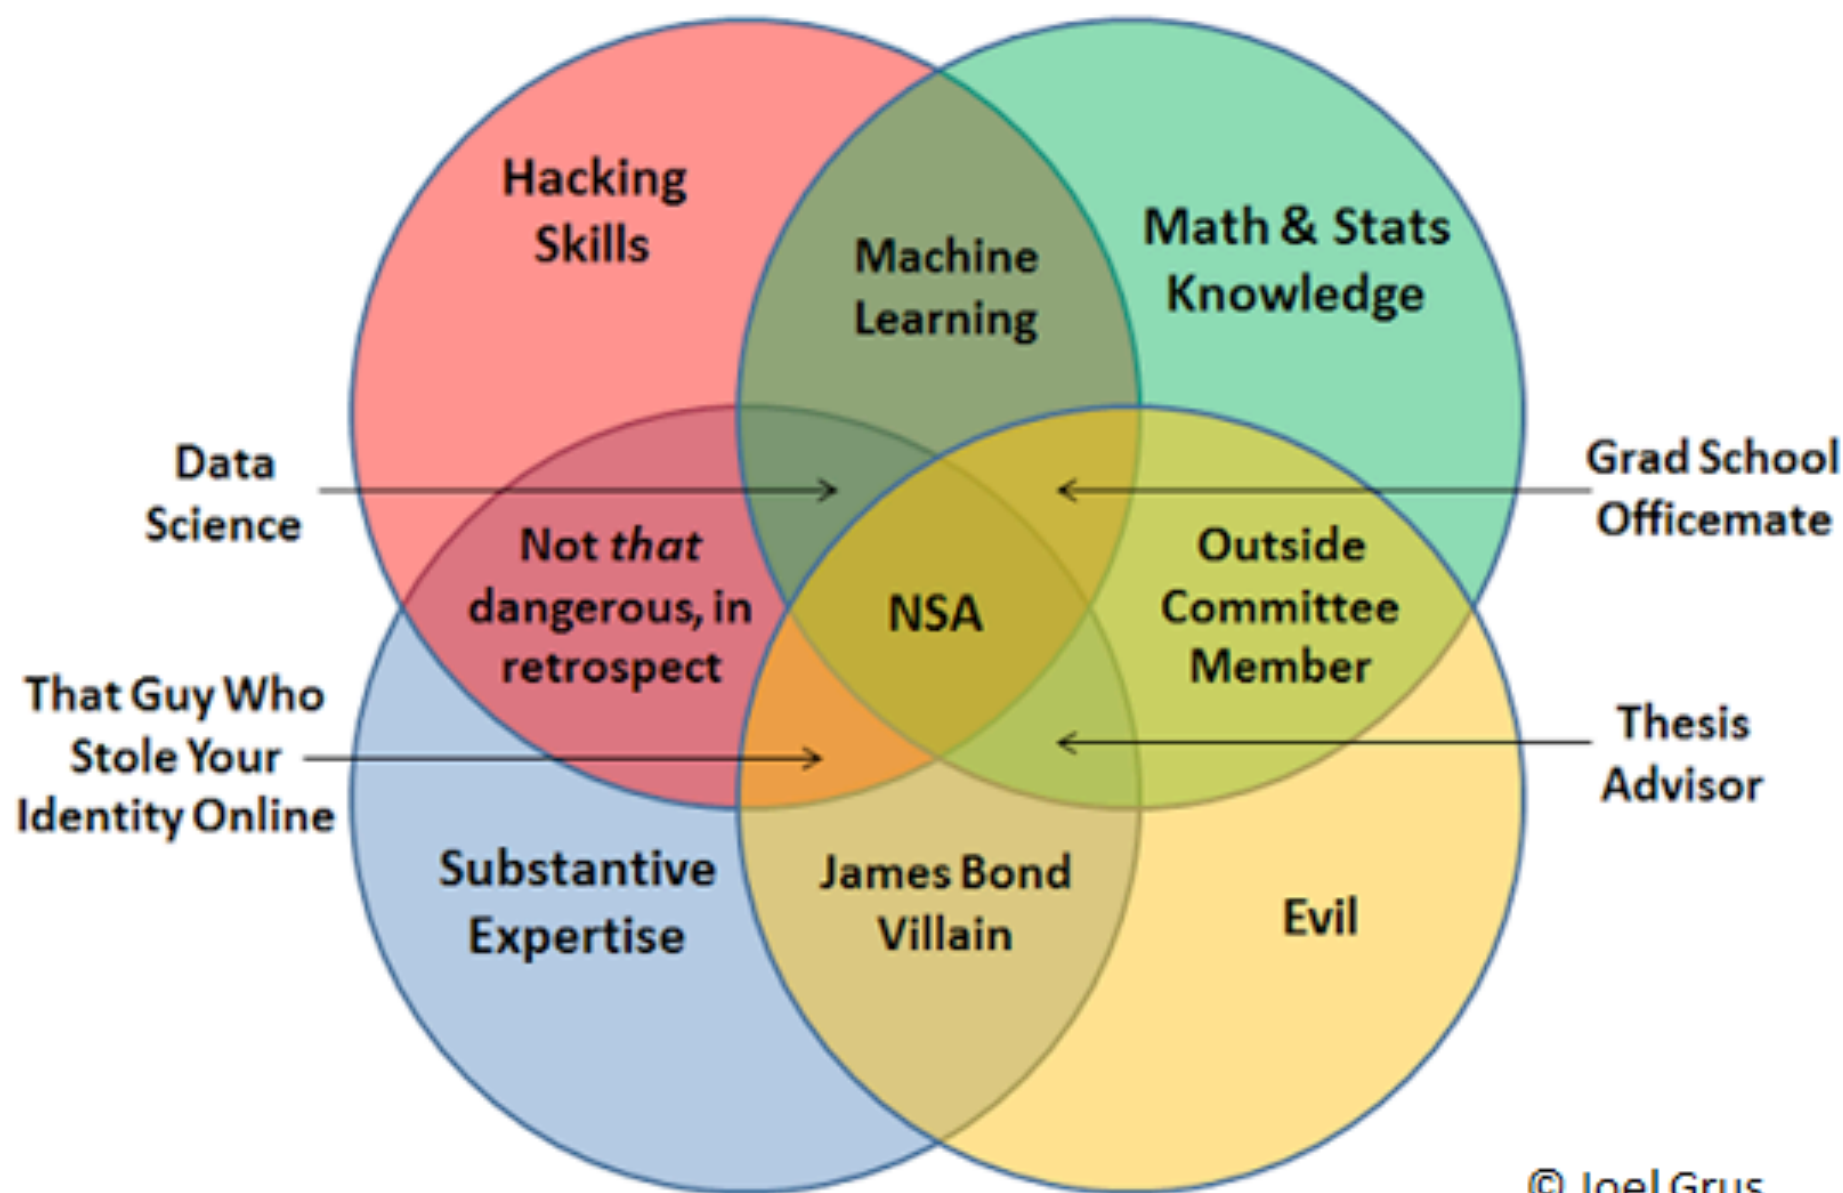 Hacking
Skills
Math & Stats
Knowledge
Machine
Learning
Data
Science
Grad School
Officemate
Not that
dangerous, in
retrospect
NSA
Outside
Committee
Member
That Guy Who
Stole Your
Identity Online
Thesis
Advisor
Substantive
Expertise
James Bond
Villain
Evil
© Joel Grus